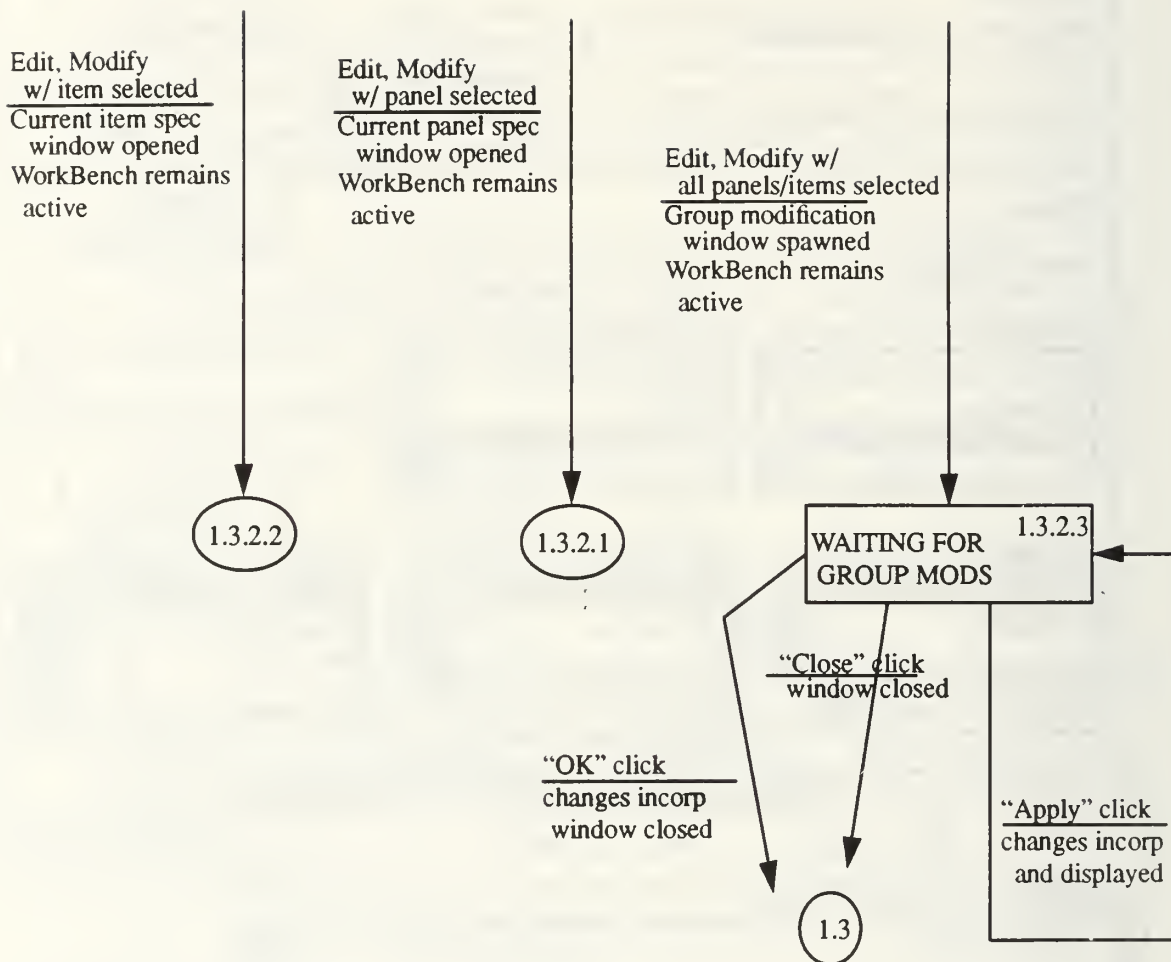 Edit, Modify
w/ item selected
Current item spec
window opened
WorkBench remains
active
Edit, Modify
w/ panel selected
Current panel spec
window opened
WorkBench remains
active
Edit, Modify w/
all panels/items selected
Group modification
window spawned
WorkBench remains
active
1.3.2.2
1.3.2.1
1.3.2.3
WAITING FOR
GROUP MODS
“Close” click
window closed
“OK” click
changes incorp
window closed
“Apply” click
changes incorp
and displayed
1.3